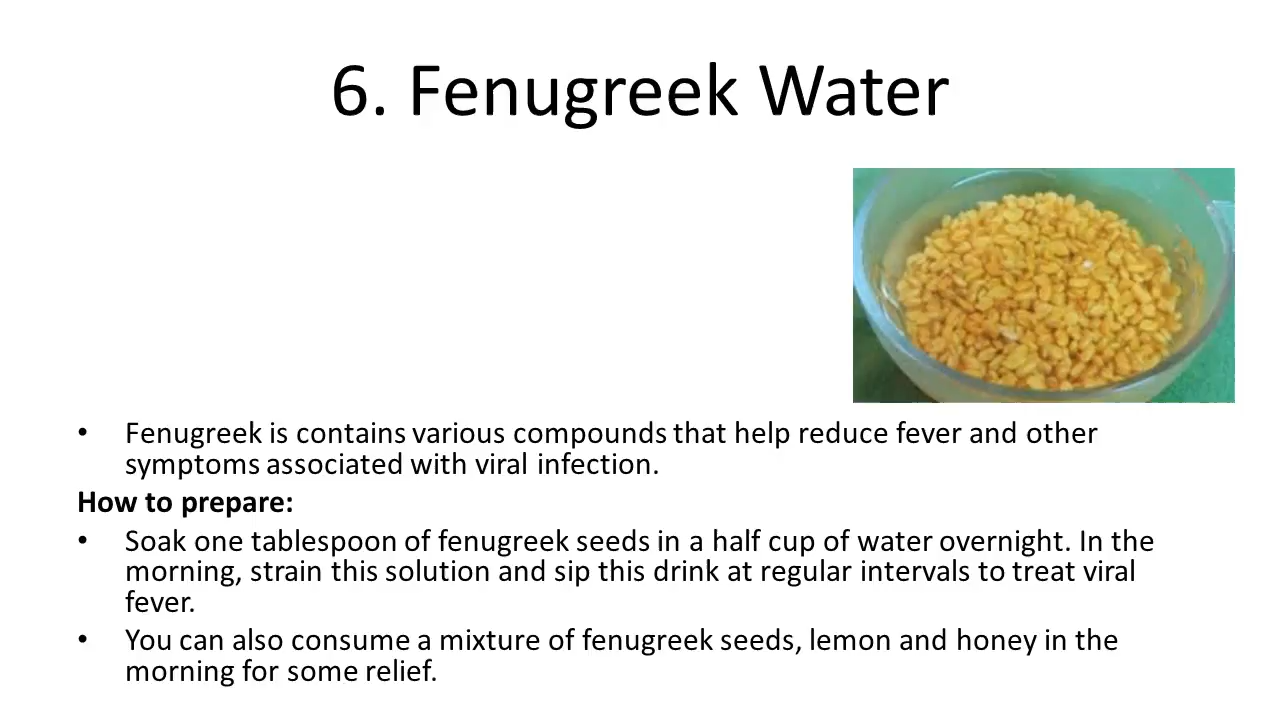 6. Fenugreek Water
• Fenugreek is contains various compounds that help reduce fever and other
symptoms associated with viral infection.
How to prepare:
• Soak one tablespoon of fenugreek seeds in a half cup of water overnight. In the
morning, strain this solution and sip this drink at regular intervals to treat viral
fever.
• You can also consume a mixture of fenugreek seeds, lemon and honey in the
morning for some relief.